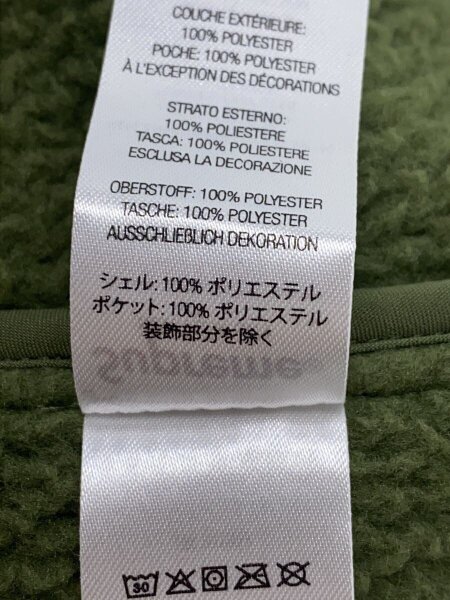 COUCHE EXTÉRIEURE:
100% POLYESTER
POCHE: 100% POLYESTER
À L'EXCEPTION DES DÉCORATIONS
STRATO ESTERNO:
100% POLIESTERE
TASCA: 100% POLIESTERE
ESCLUSA LA DECORAZIONE
OBERSTOFF: 100% POLYESTER
TASCHE: 100% POLYESTER
AUSSCHLIEßLICH DEKORATION
シェル: 100% ポリエステル
ポケット: 100% ポリエステル
装飾部分を除く
Supreme
30